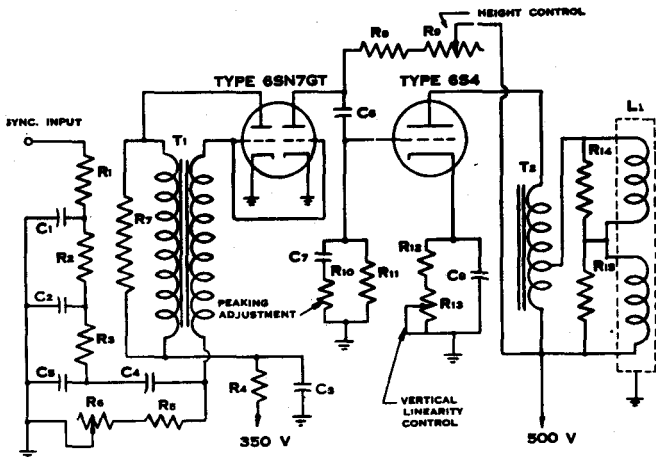 HEIGHT CONTROL
R8
R9
TYPE 6SN7GT
TYPE 6S4
SYNC. INPUT
C6
L1
T1
T2
R14
R1
R7
C1
R2
C7
R10
R11
R12
C8
R13
R15
C2
PEAKING
ADJUSTMENT
R3
C5
C4
R4
C3
R6
R5
VERTICAL
LINEARITY
CONTROL
350 V
500 V